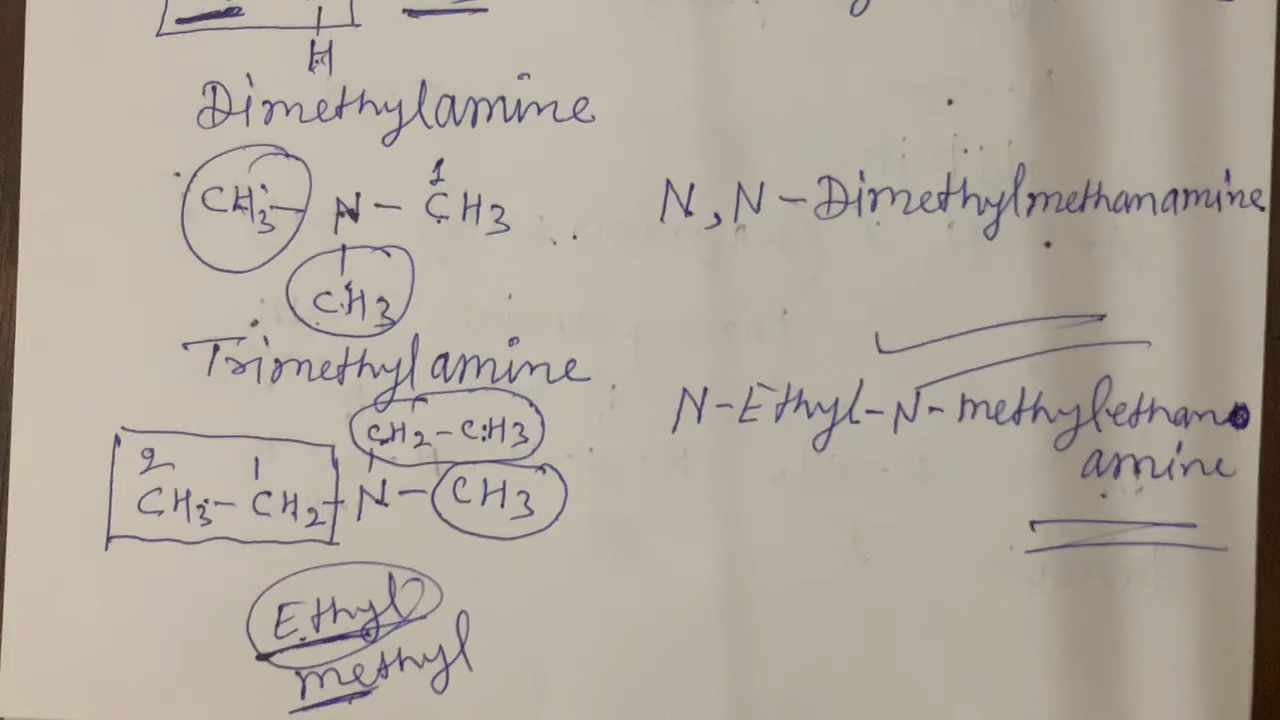 H
Dimethylamine
1
CH3 - N - CH3
N,N-Dimethylmethanamine
CH3
Trimethylamine
CH2-CH3
N-Ethyl-N-methylethan
amine
2 1
CH3-CH2-N-CH3
Ethyl
methyl